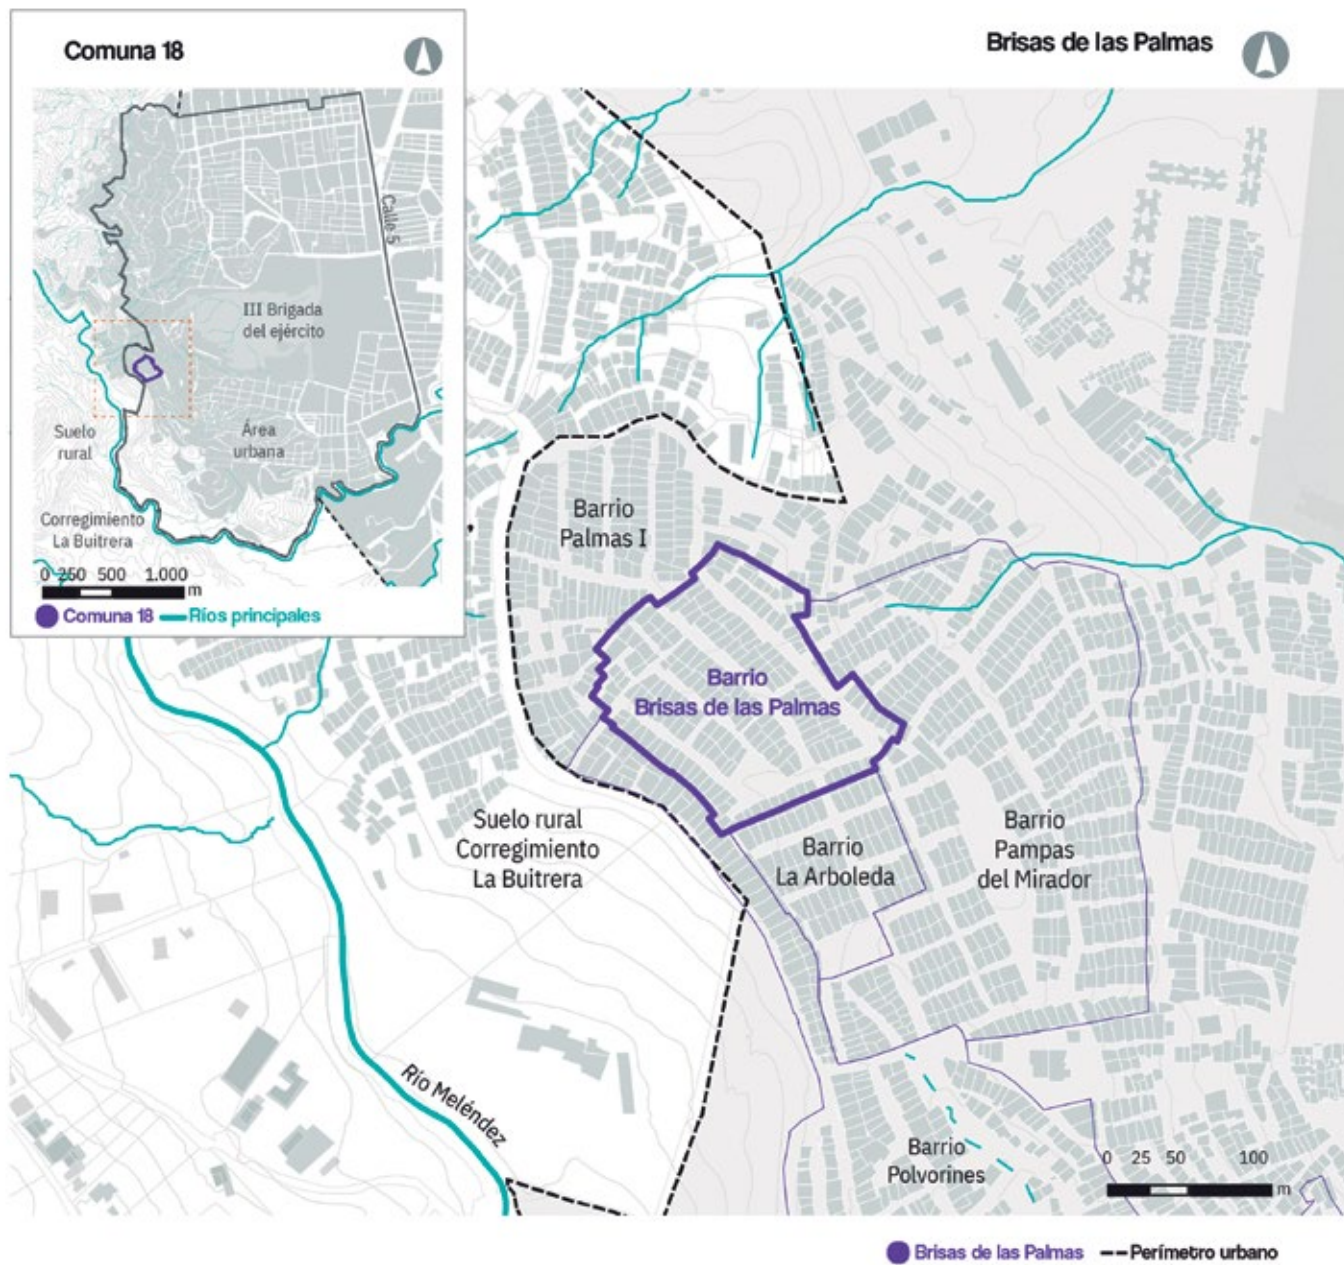 Comuna 18
Calle 5
III Brigada
del ejército
Suelo
rural
Área
urbana
Corregimiento
La Buitrera
0 250 500 1.000
m
Comuna 18 Ríos principales
Brisas de las Palmas
Barrio
Palmas I
Barrio
Brisas de las Palmas
Suelo rural
Corregimiento
La Buitrera
Barrio
La Arboleda
Barrio
Pampas
del Mirador
Río Meléndez
Barrio
Polvorines
0 25 50 100
m
Brisas de las Palmas Perímetro urbano